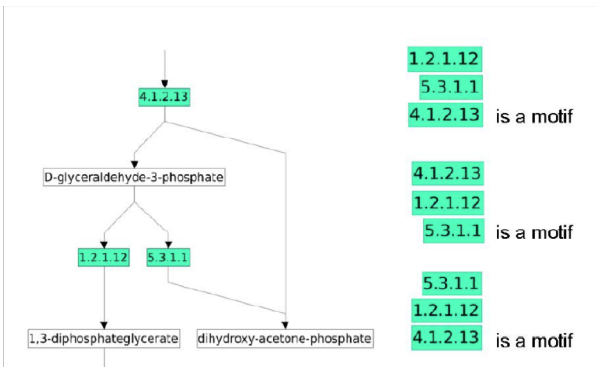 4.1.2.13
D-glyceraldehyde-3-phosphate
1.2.1.12
5.3.1.1
1,3-diphosphateglycerate
dihydroxy-acetone-phosphate
1.2.1.12
5.3.1.1
4.1.2.13 is a motif
4.1.2.13
1.2.1.12
5.3.1.1 is a motif
5.3.1.1
1.2.1.12
4.1.2.13 is a motif